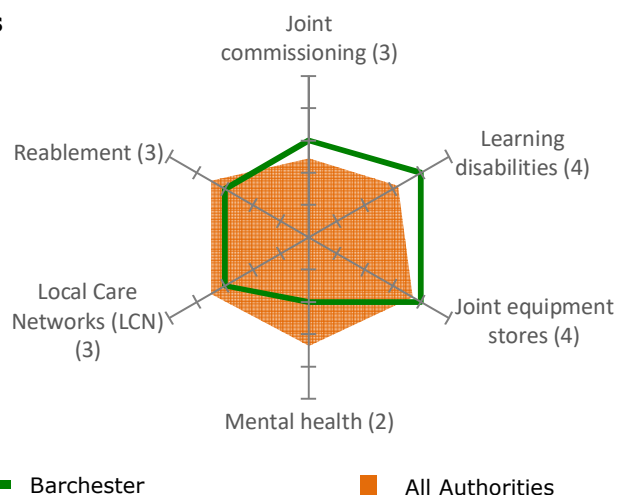 s
Joint
commissioning (3)
Learning
disabilities (4)
Joint equipment
stores (4)
Mental health (2)
Local Care
Networks (LCN)
(3)
Reablement (3)
Barchester
All Authorities